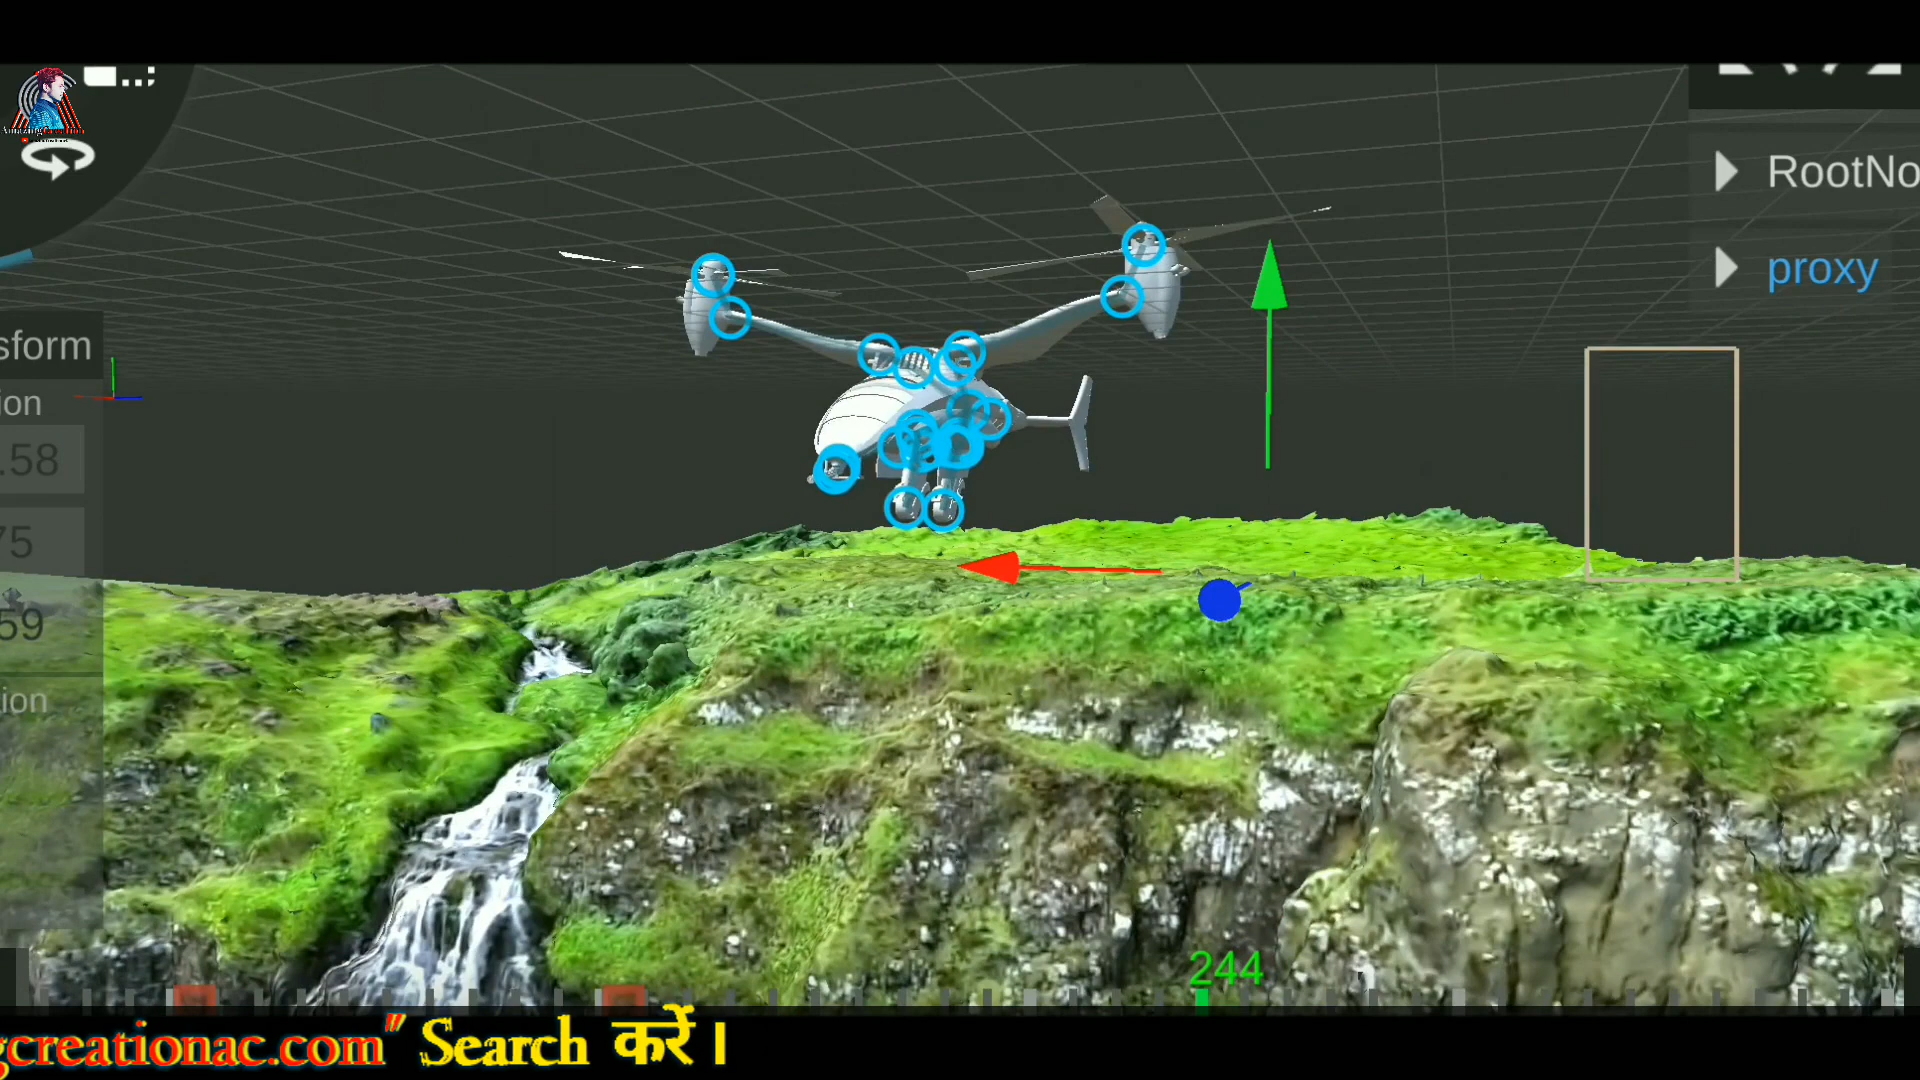 RootNo
proxy
sform
ion
.58
75
59
ion
244
gcreationac.com" Search करें ।